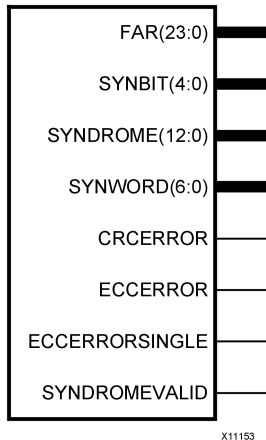 FAR(23:0)
SYNBIT(4:0)
SYNDROME(12:0)
SYNWORD(6:0)
CRCERROR
ECCERROR
ECCERRORSINGLE
SYNDROMEVALID
X11153